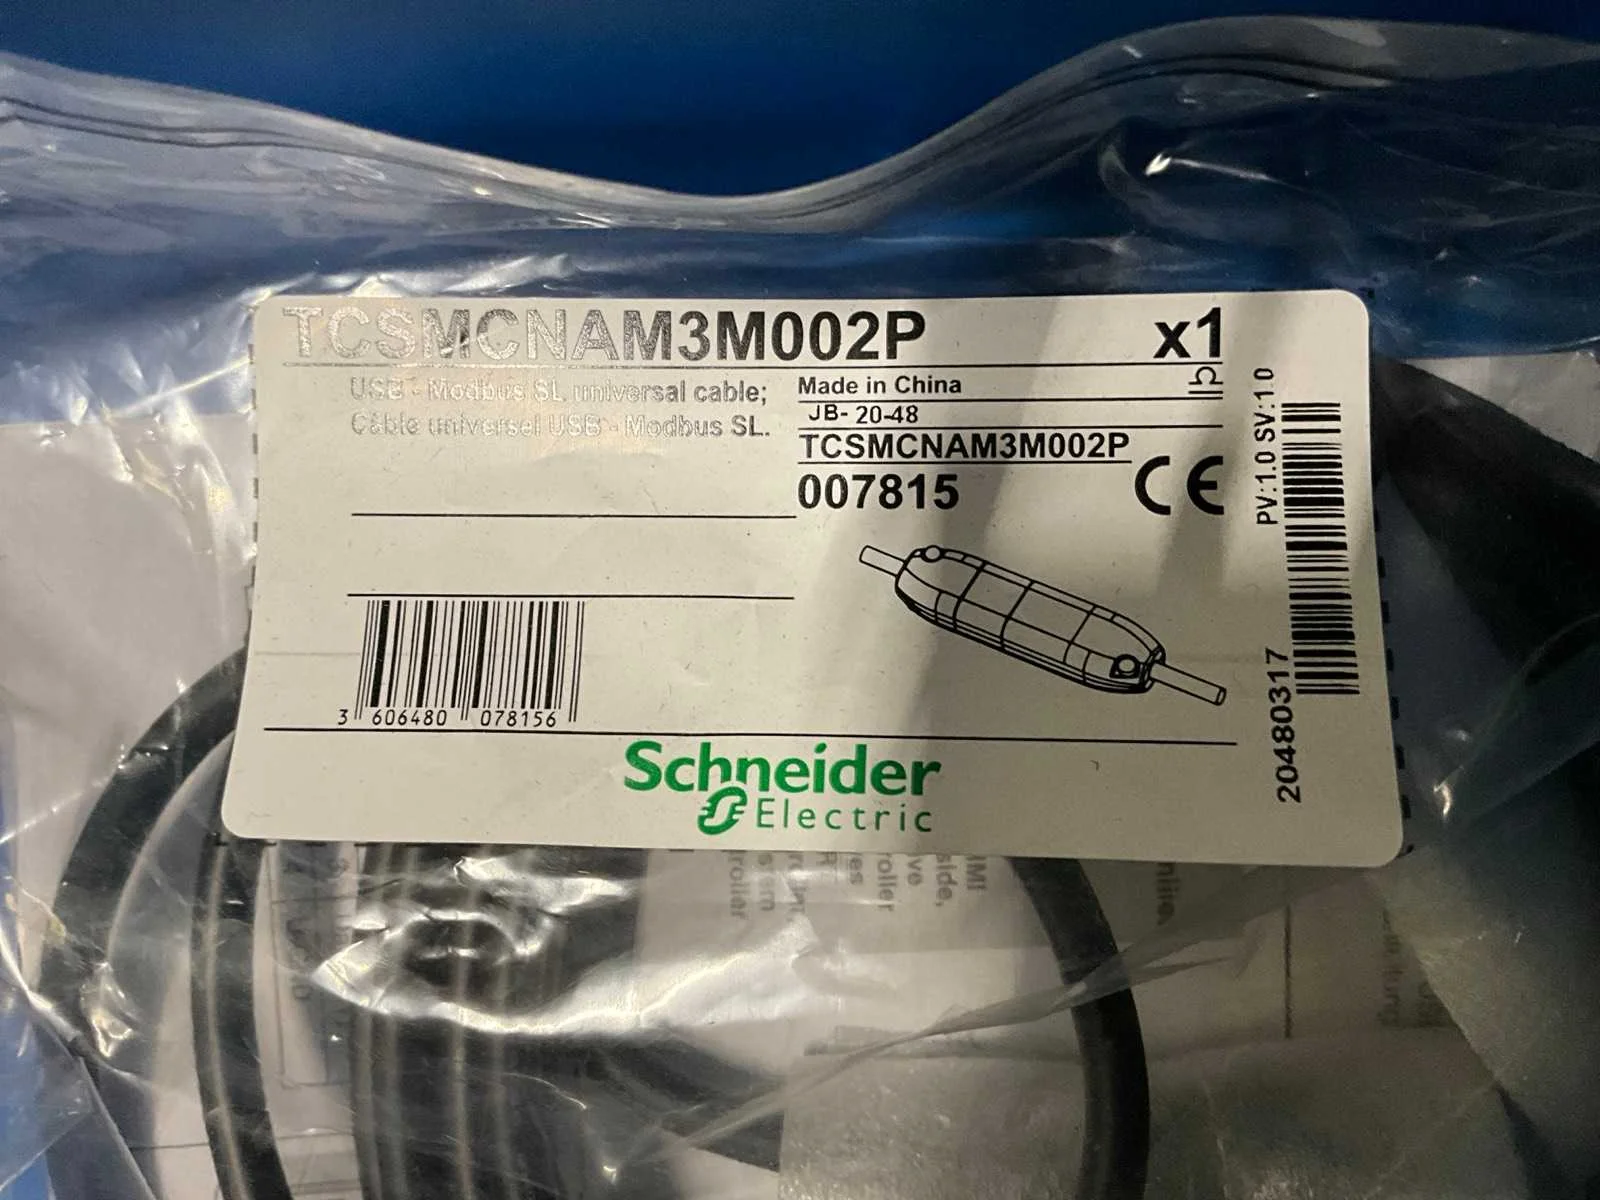 TCSMCNAM3M002P
x1
USB - Modbus SL universal cable;
Câble universel USB - Modbus SL.
Made in China
JB- 20-48
TCSMCNAM3M002P
007815
CE
PV:1.0 SV:1.0
20480317
3 606480 078156
Schneider
Electric